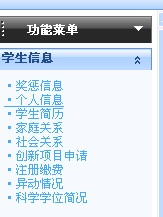 功能菜单
学生信息
奖惩信息
个人信息
学生简历
家庭关系
社会关系
创新项目申请
注册缴费
异动情况
科学学位简况